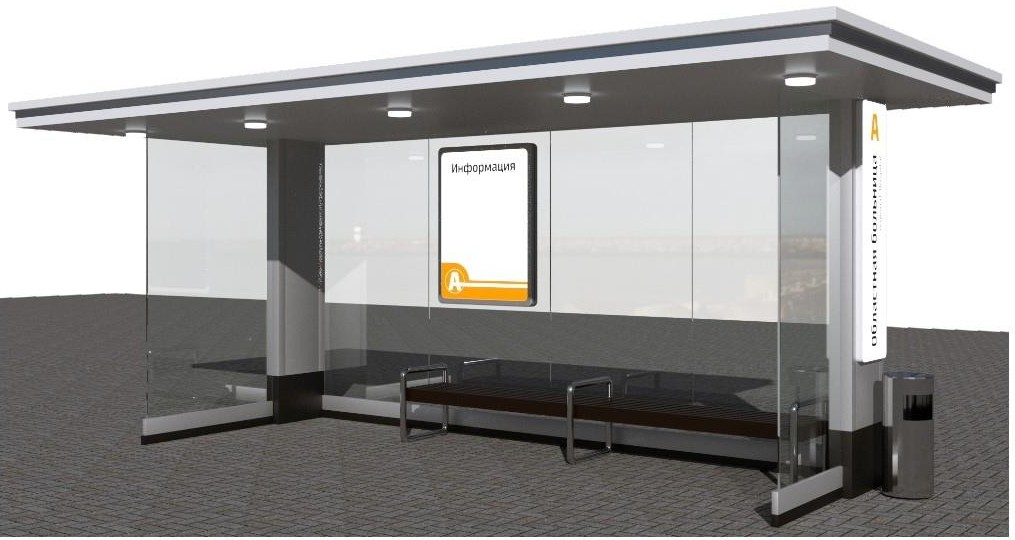 Информация
А
А
Областная больница